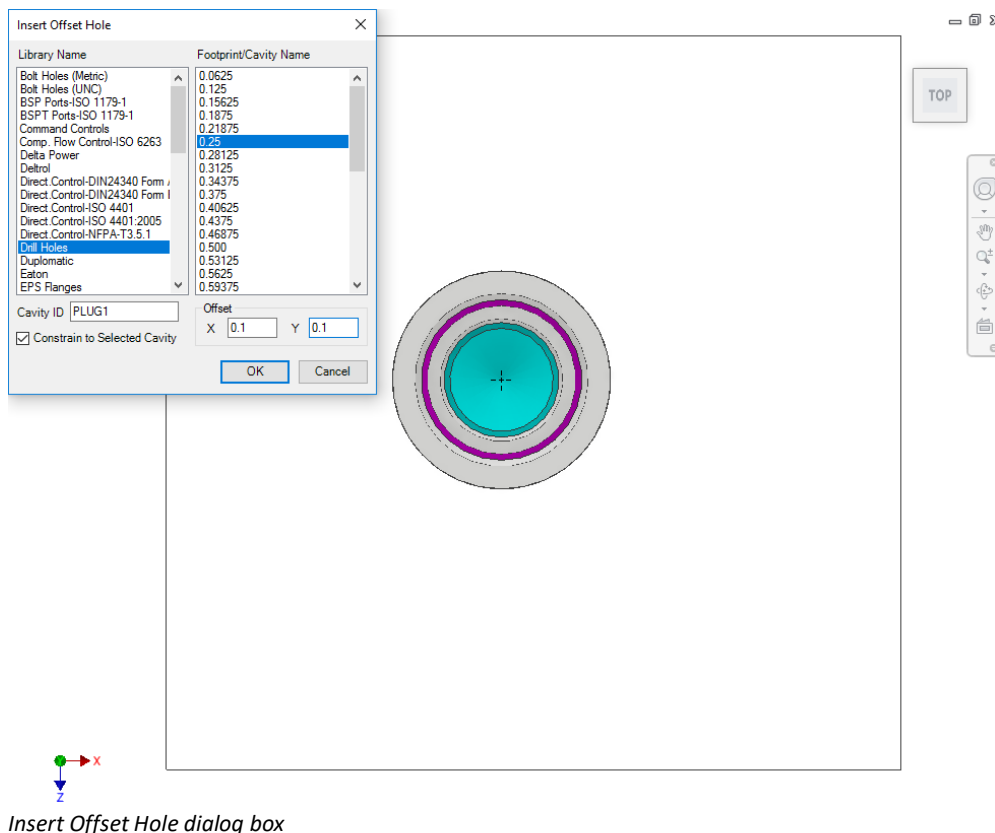 Insert Offset Hole
Library Name
Bolt Holes (Metric)
Bolt Holes (UNC)
BSP Ports-ISO 1179-1
BSPT Ports-ISO 1179-1
Command Controls
Comp. Flow Control-ISO 6263
Delta Power
Deltrol
Direct.Control-DIN24340 Form
Direct.Control-DIN24340 Form
Direct.Control-ISO 4401
Direct.Control-ISO 4401:2005
Direct.Control-NFPA-T3.5.1
Drill Holes
Duplomatic
Eaton
EPS Flanges
Footprint/Cavity Name
0.0625
0.125
0.15625
0.1875
0.21875
0.25
0.28125
0.3125
0.34375
0.375
0.40625
0.4375
0.46875
0.500
0.53125
0.5625
0.59375
Cavity ID PLUG1
Constrain to Selected Cavity
Offset
X 0.1 Y 0.1
OK Cancel
TOP
X
Z
Insert Offset Hole dialog box